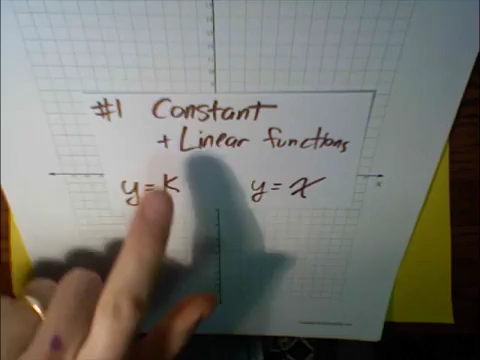 #1 Constant
+ Linear functions
y = K y = x
x